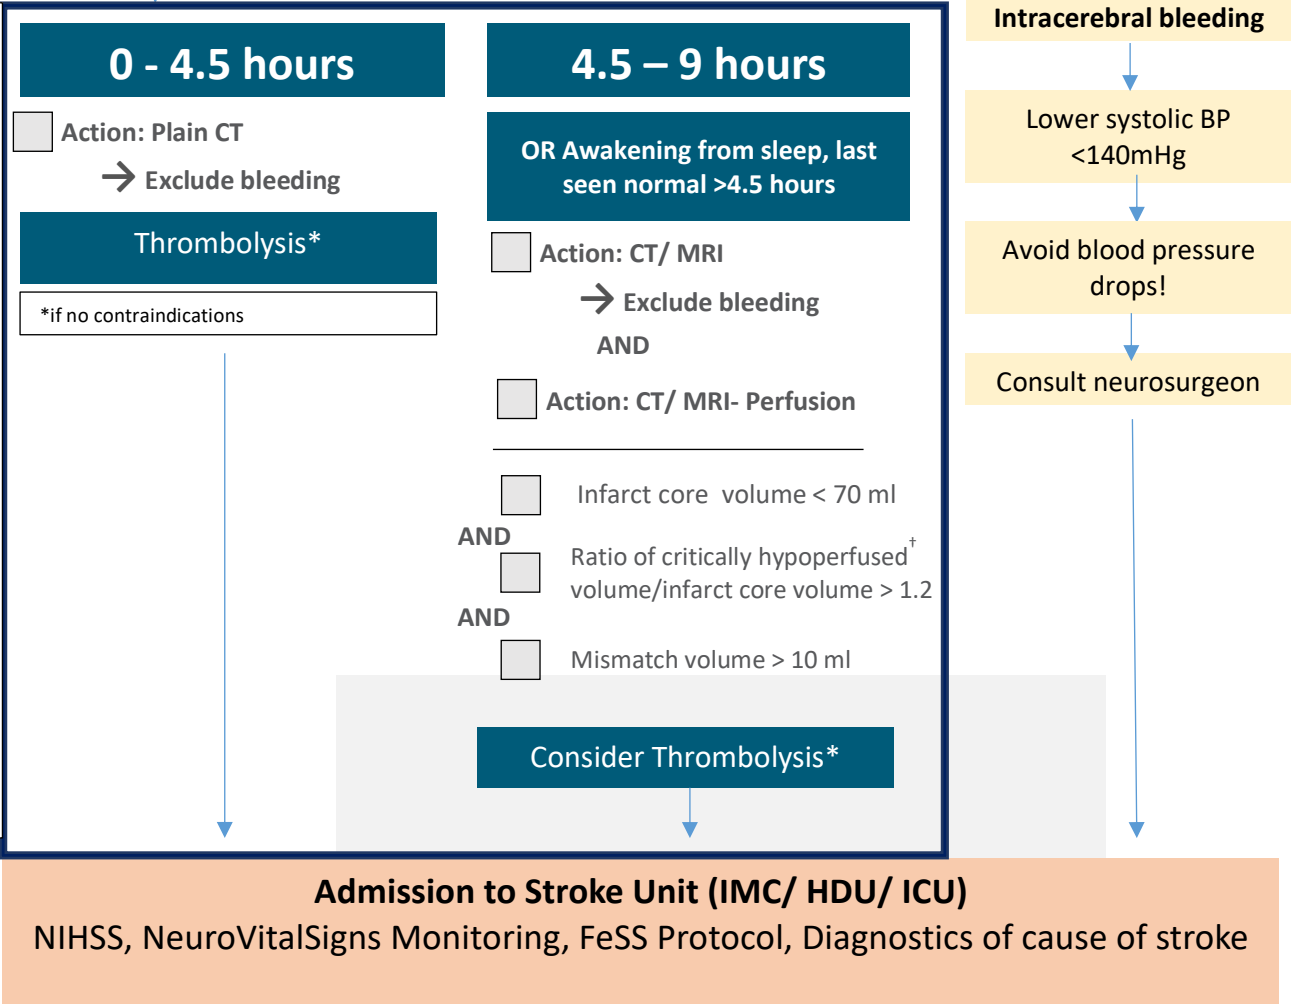 0 - 4.5 hours
Action: Plain CT
→ Exclude bleeding
Thrombolysis*
*if no contraindications
4.5 – 9 hours
OR Awakening from sleep, last
seen normal >4.5 hours
Action: CT/ MRI
→ Exclude bleeding
AND
Action: CT/ MRI- Perfusion
Infarct core volume < 70 ml
AND
Ratio of critically hypoperfused†
volume/infarct core volume > 1.2
AND
Mismatch volume > 10 ml
Consider Thrombolysis*
Intracerebral bleeding
Lower systolic BP
<140mHg
Avoid blood pressure
drops!
Consult neurosurgeon
Admission to Stroke Unit (IMC/ HDU/ ICU)
NIHSS, NeuroVitalSigns Monitoring, FeSS Protocol, Diagnostics of cause of stroke